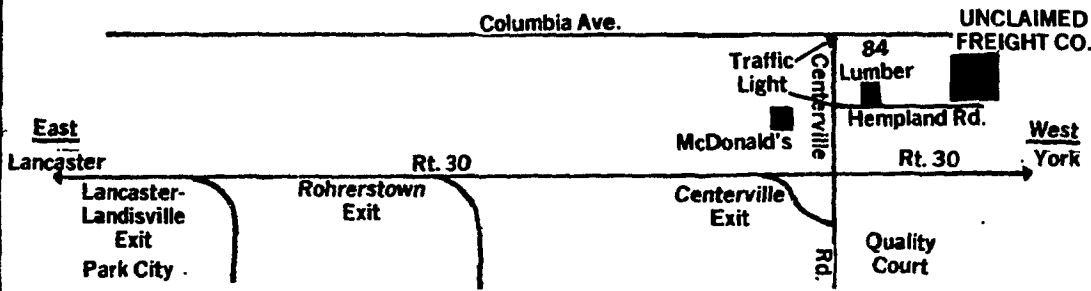 Columbia Ave.
UNCLAIMED
FREIGHT CO.
Traffic
Light
Centerville
84
Lumber
Hempland Rd.
McDonald's
East
Lancaster
Rt. 30
Rt. 30
West
York
Lancaster-
Landisville
Exit
Park City
Rohrerstown
Exit
Centerville
Exit
Rd.
Quality
Court